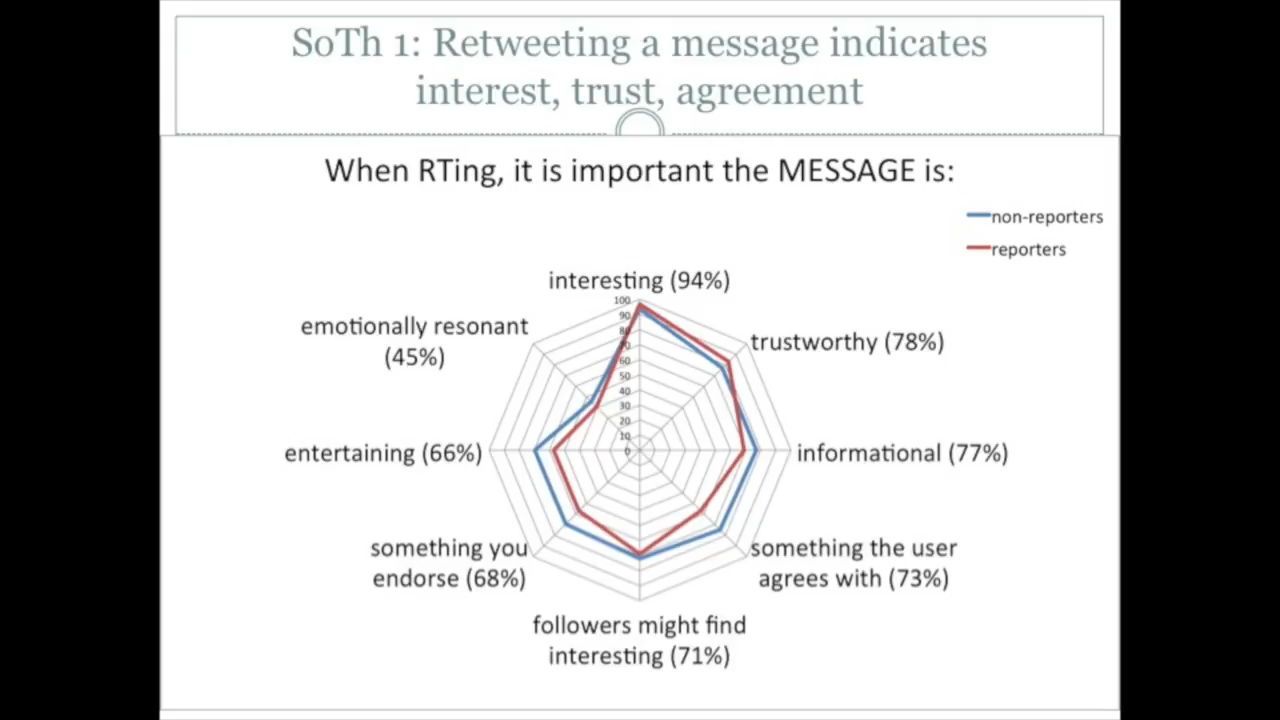 SoTh 1: Retweeting a message indicates
interest, trust, agreement
When RTing, it is important the MESSAGE is:
non-reporters
reporters
interesting (94%)
trustworthy (78%)
informational (77%)
something the user
agrees with (73%)
followers might find
interesting (71%)
something you
endorse (68%)
entertaining (66%)
emotionally resonant
(45%)
100
90
80
70
60
50
40
30
20
10
0